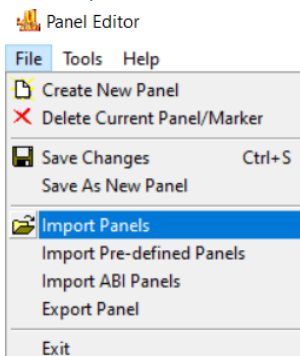 Panel Editor
File Tools Help
Create New Panel
Delete Current Panel/Marker
Save Changes Ctrl+S
Save As New Panel
Import Panels
Import Pre-defined Panels
Import ABI Panels
Export Panel
Exit